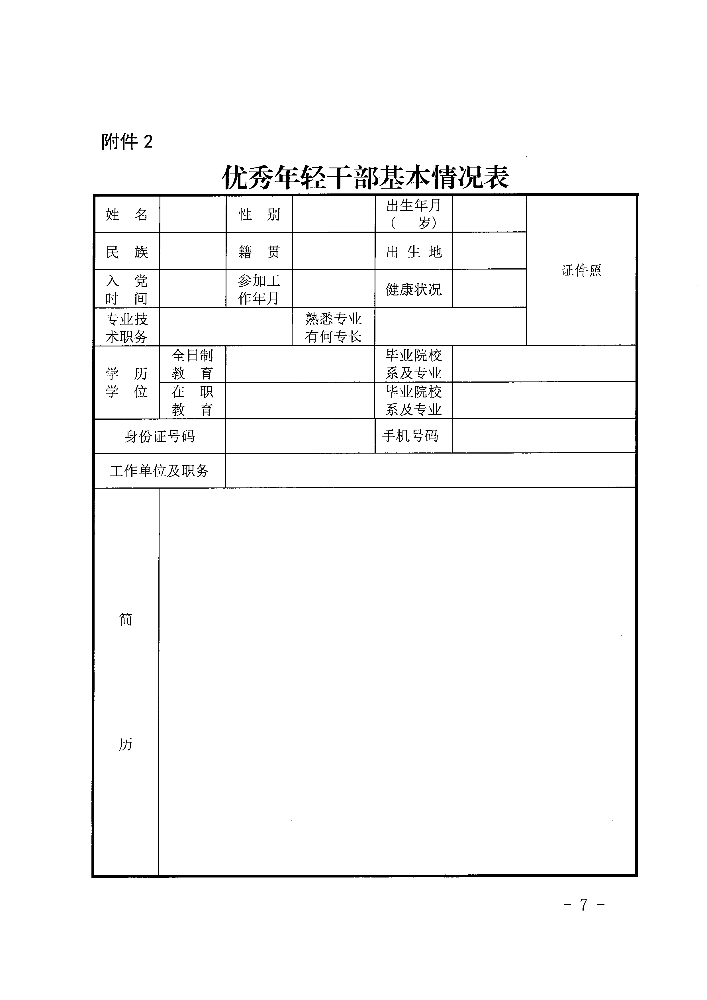 附件 2
优秀年轻干部基本情况表
姓 名
性 别
出生年月
( 岁)
民 族
籍 贯
出 生 地
证件照
入 党
时 间
参加工
作年月
健康状况
专业技
术职务
熟悉专业
有何专长
学 历
学 位
全日制
教 育
毕业院校
系及专业
在 职
教 育
毕业院校
系及专业
身份证号码
手机号码
工作单位及职务
简
历
- 7 -